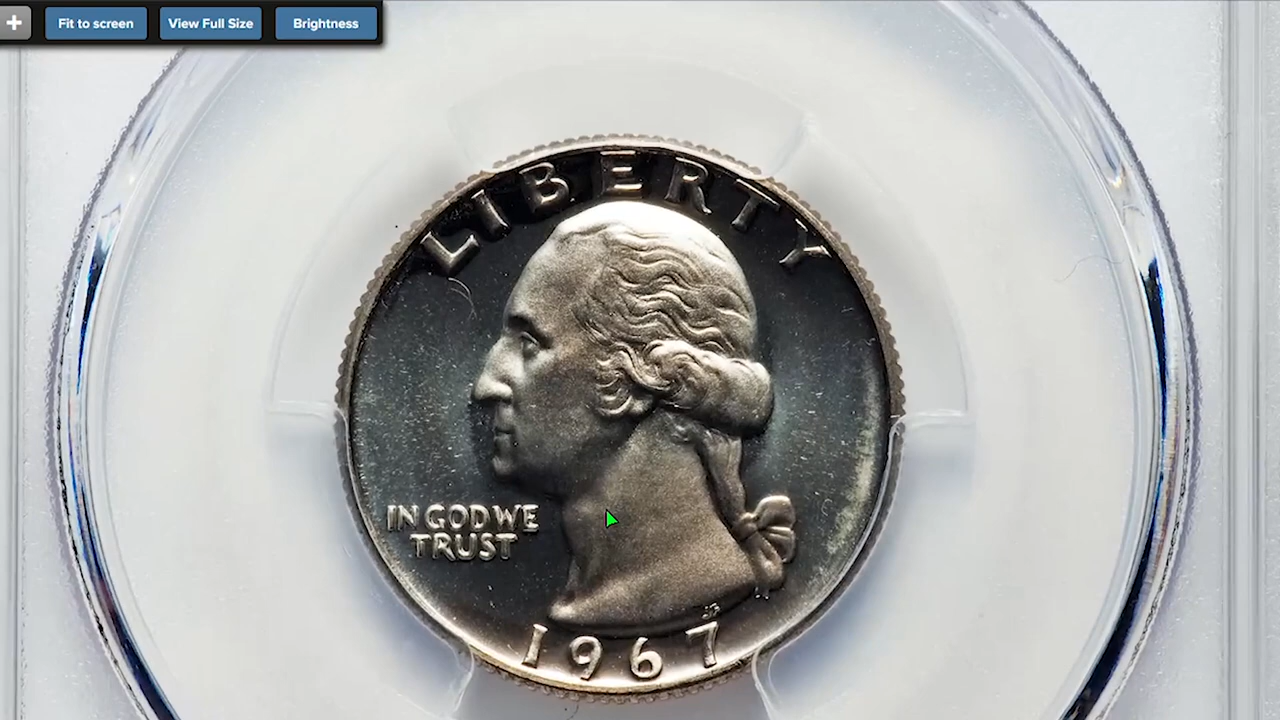 Fit to screen
View Full Size
Brightness
LIBERTY
IN GOD WE
TRUST
1967